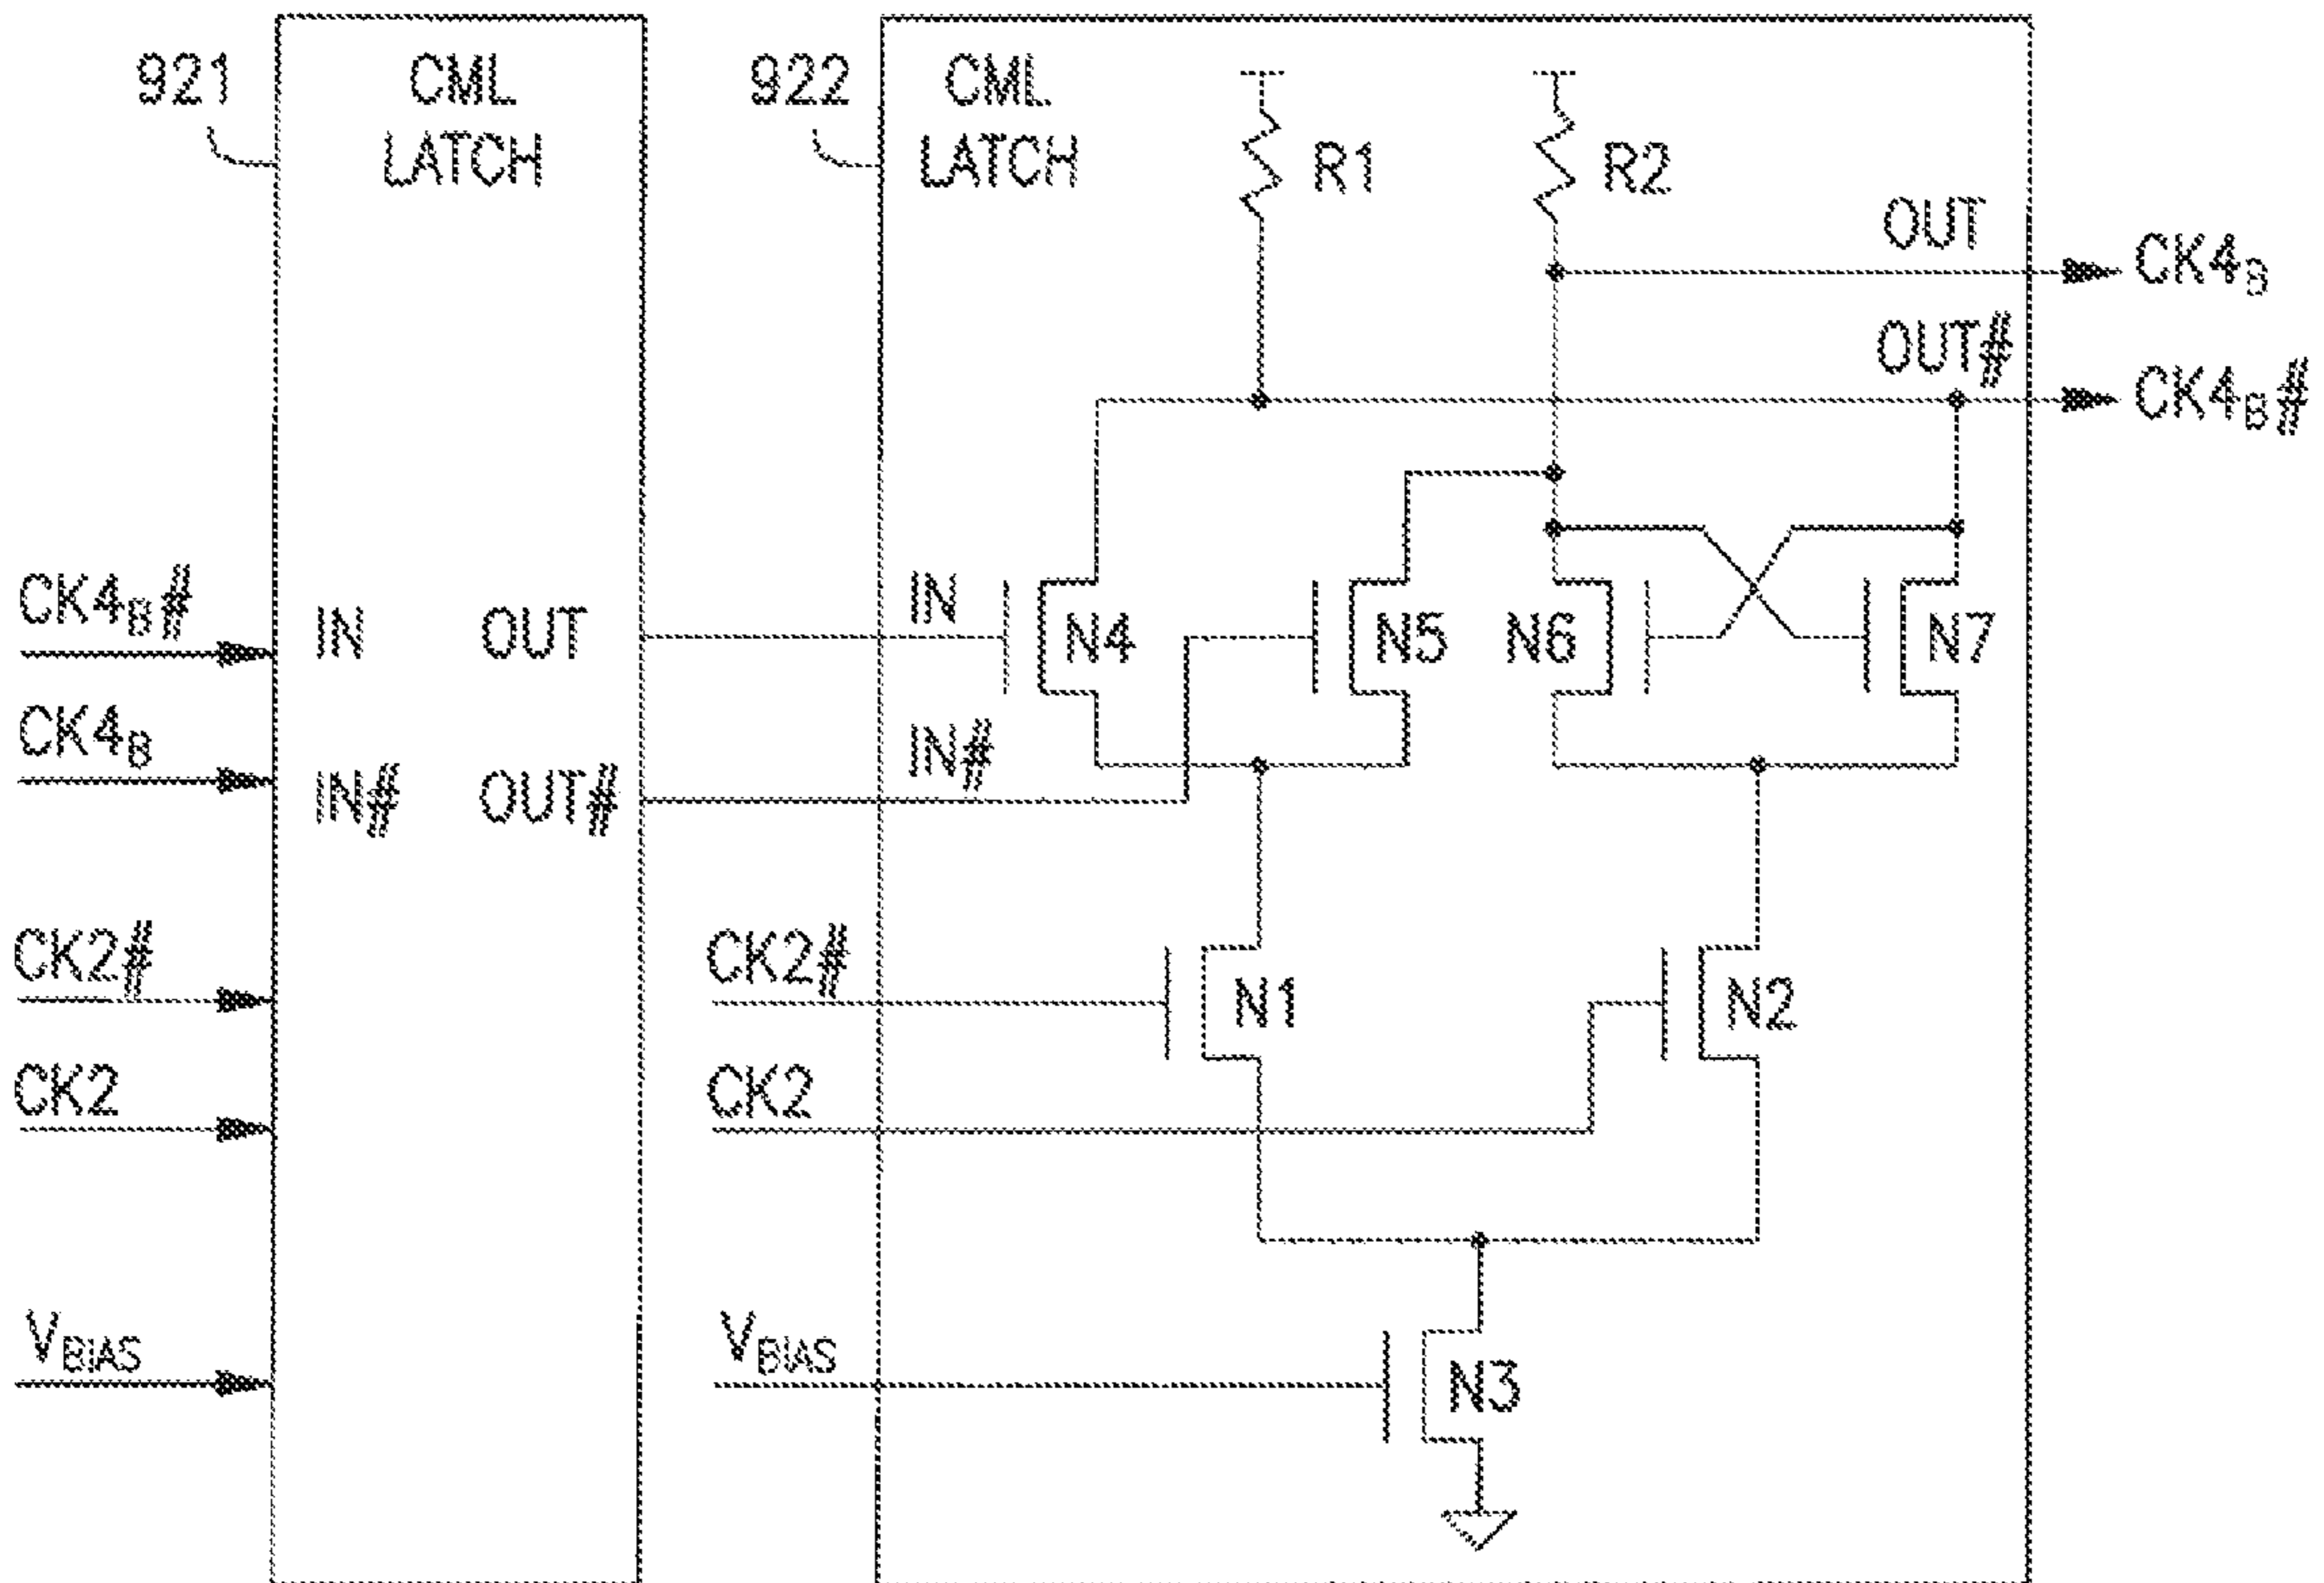 921
CML
LATCH
922
CML
LATCH
R1
R2
OUT
CK4B
OUT#
CK4B#
CK4B#
IN
OUT
IN
N4
N5
N6
N7
CK4B
IN#
OUT#
IN#
CK2#
CK2#
N1
N2
CK2
CK2
VBIAS
VBIAS
N3